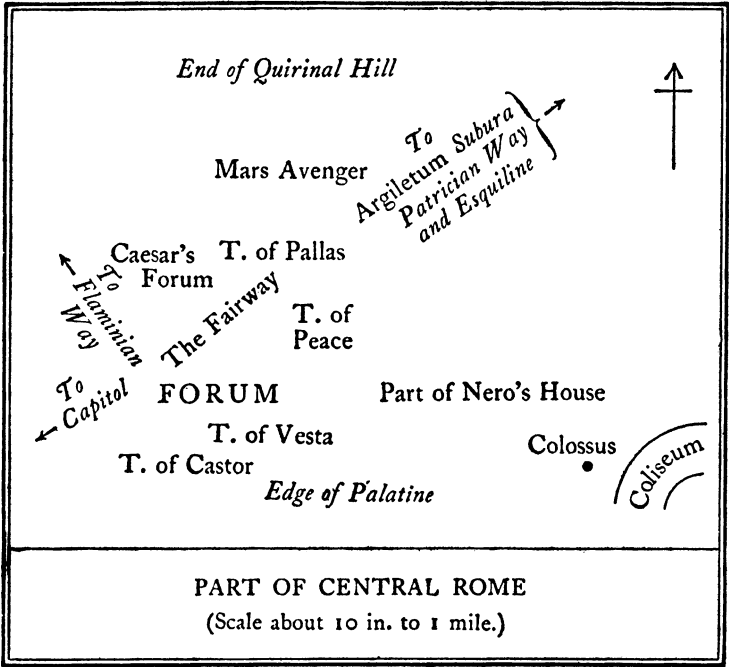 End of Quirinal Hill
To
Argiletum Subura
Patrician Way
and Esquiline
Mars Avenger
Caesar's
Forum
T. of Pallas
To
Flaminian
Way
The Fairway
T. of
Peace
To
Capitol
FORUM
Part of Nero's House
T. of Vesta
Colossus
Coliseum
T. of Castor
Edge of Palatine
PART OF CENTRAL ROME
(Scale about 10 in. to 1 mile.)